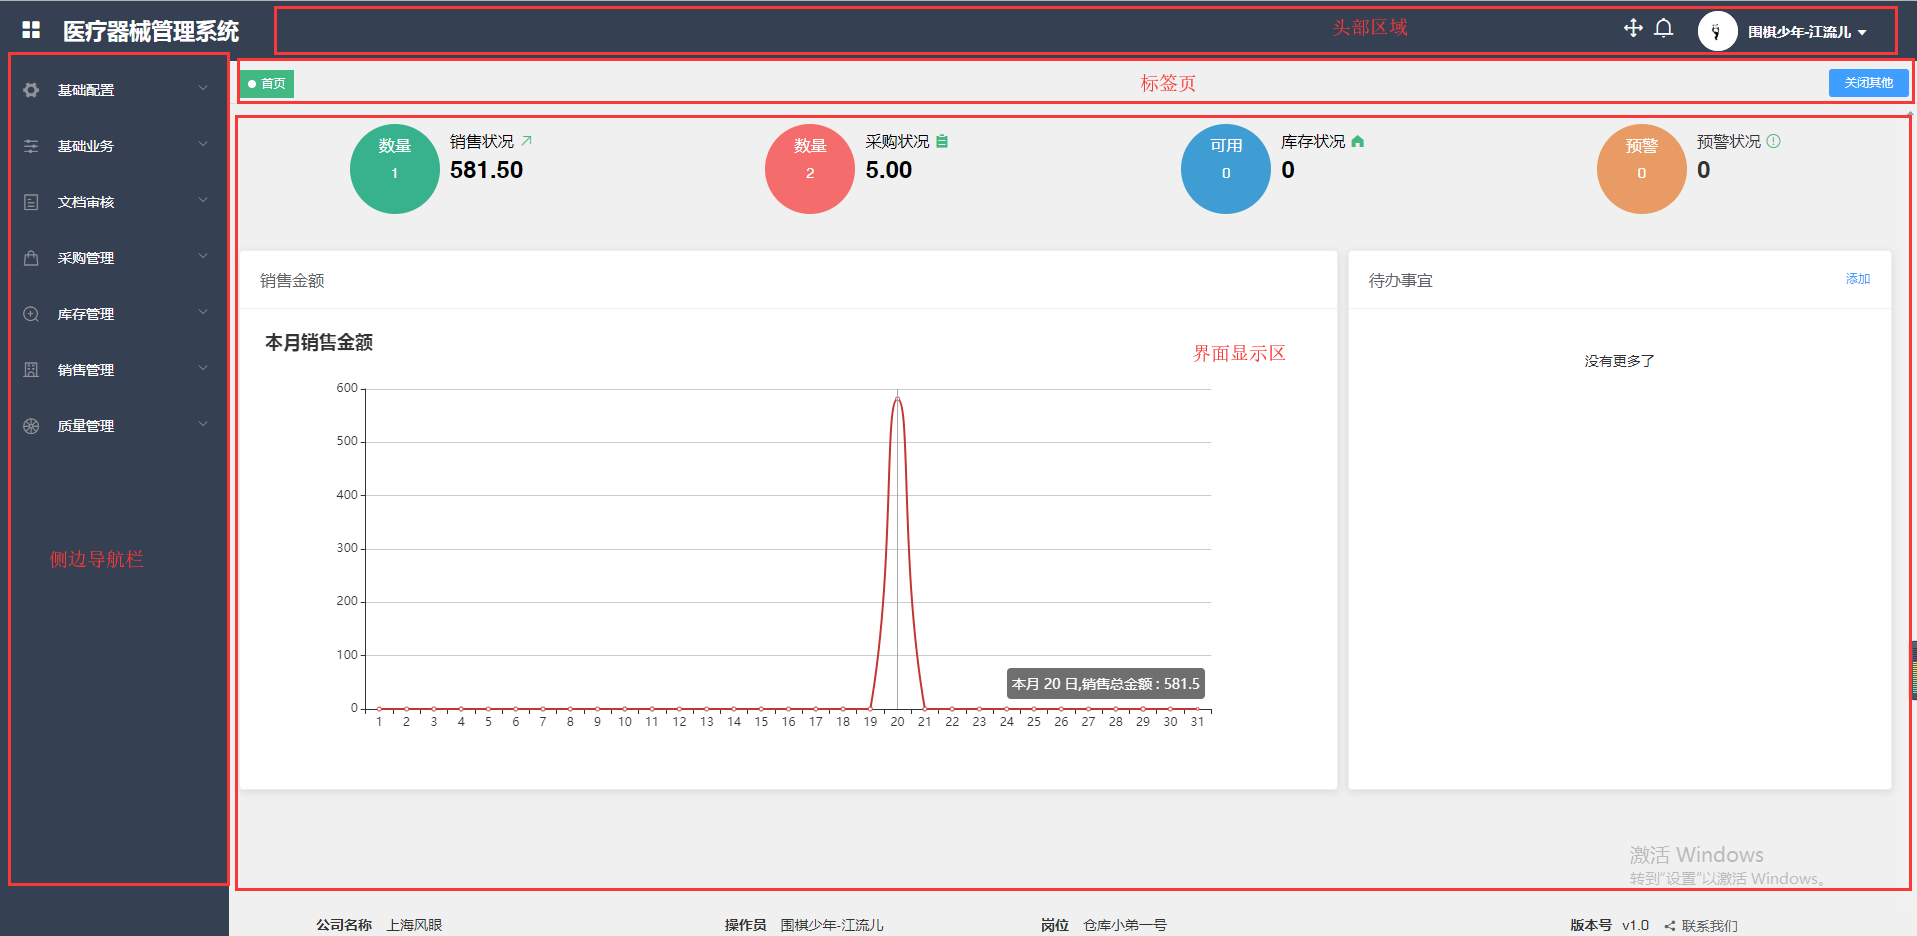 医疗器械管理系统
头部区域
围棋少年-江流儿
基础配置
基础业务
文档审核
采购管理
库存管理
销售管理
质量管理
侧边导航栏
首页
标签页
关闭其他
数量
1
销售状况
581.50
数量
2
采购状况
5.00
可用
0
库存状况
0
预警
0
预警状况
0
销售金额
本月销售金额
界面显示区
600
500
400
300
200
100
0
1 2 3 4 5 6 7 8 9 10 11 12 13 14 15 16 17 18 19 20 21 22 23 24 25 26 27 28 29 30 31
本月 20 日,销售总金额 : 581.5
待办事宜
添加
没有更多了
激活 Windows
转到“设置”以激活 Windows。
公司名称 上海风眼 操作员 围棋少年-江流儿 岗位 仓库小弟一号 版本号 v1.0 联系我们